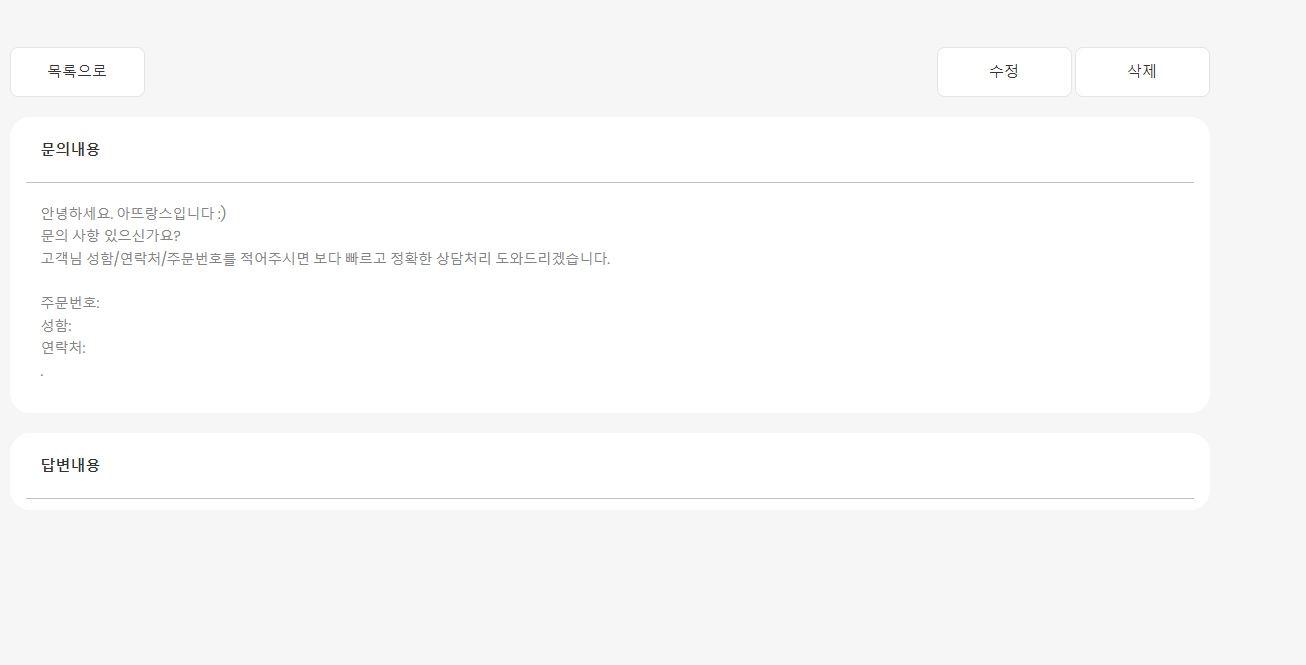 목록으로
수정
삭제
문의내용
안녕하세요. 아뜨랑스입니다 :)
문의 사항 있으신가요?
고객님 성함/연락처/주문번호를 적어주시면 보다 빠르고 정확한 상담처리 도와드리겠습니다.
주문번호:
성함:
연락처:
.
답변내용